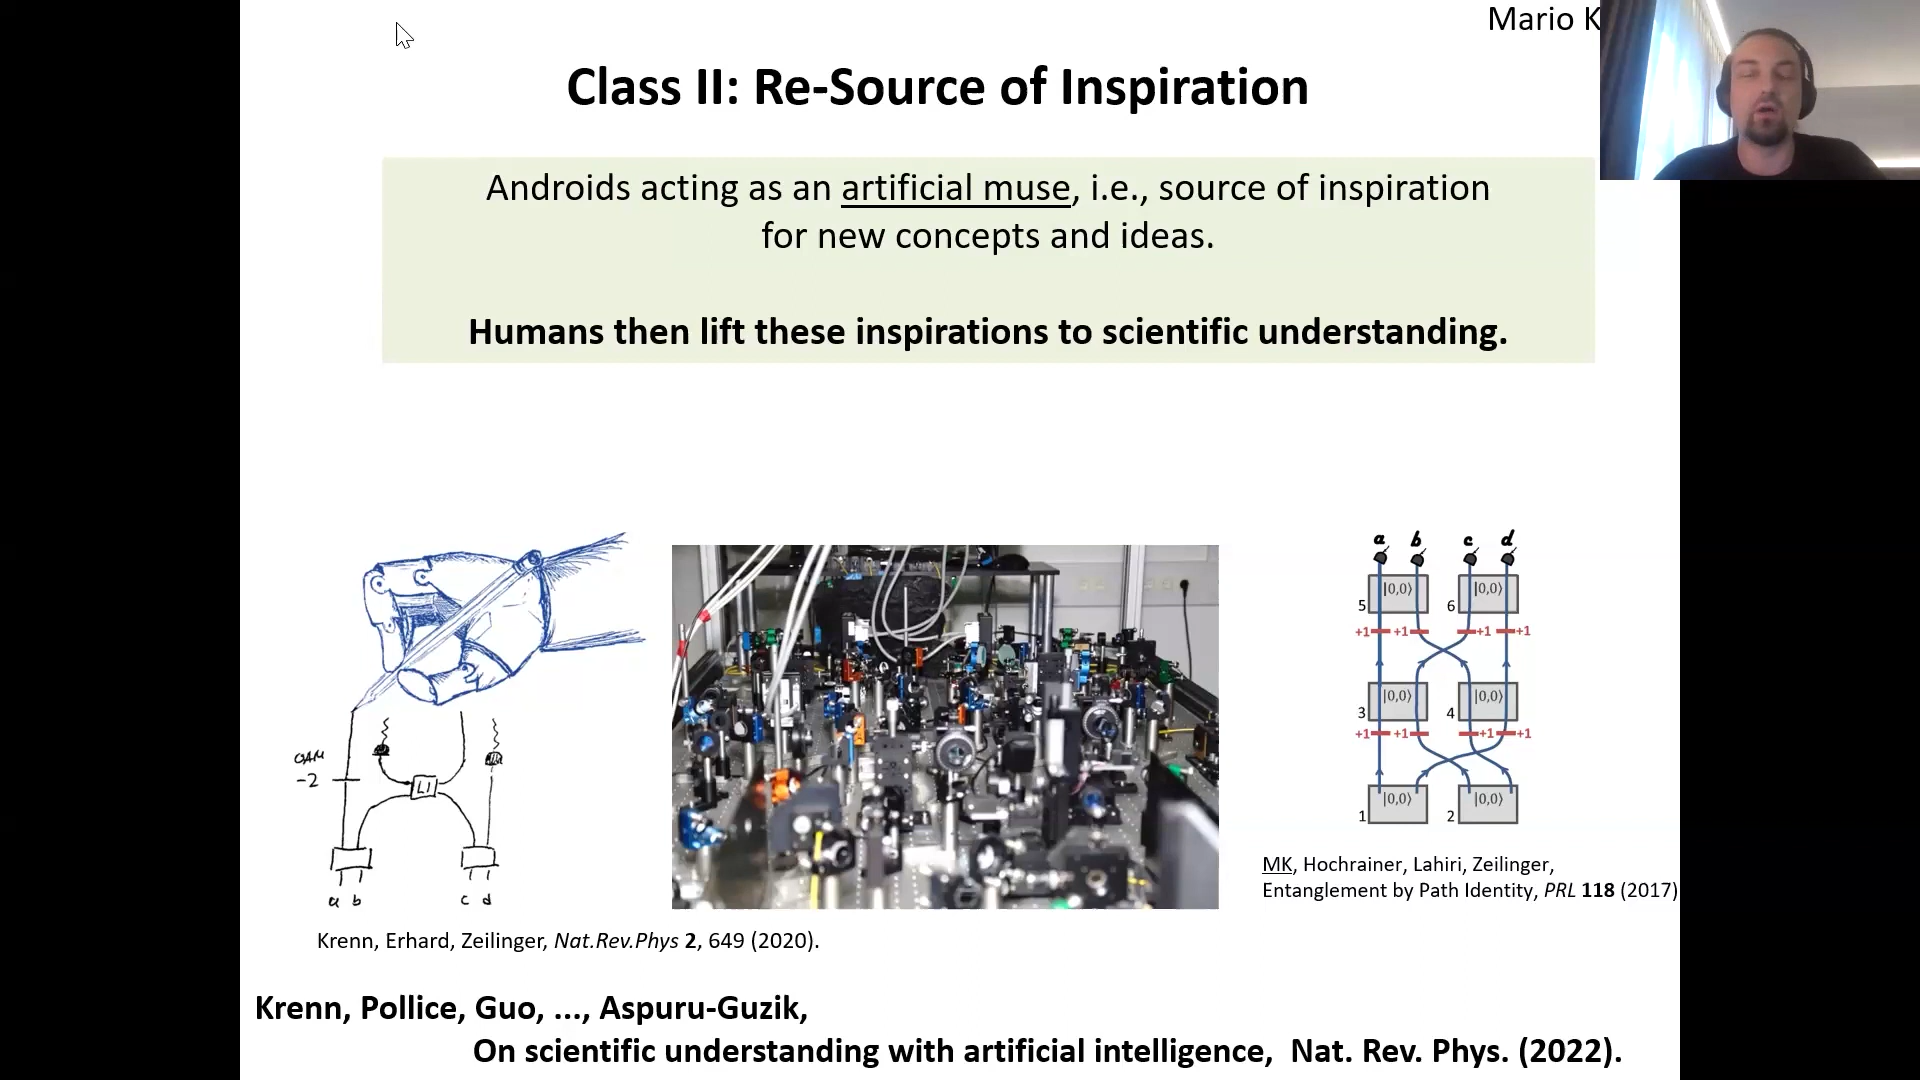 Mario K
Class II: Re-Source of Inspiration
Androids acting as an artificial muse, i.e., source of inspiration
for new concepts and ideas.
Humans then lift these inspirations to scientific understanding.
OAM
-2
LI
a b
c d
Krenn, Erhard, Zeilinger, Nat.Rev.Phys 2, 649 (2020).
a b c d
|0,0⟩ |0,0⟩
5 6
+1 +1 +1 +1
|0,0⟩ |0,0⟩
3 4
+1 +1 +1 +1
|0,0⟩ |0,0⟩
1 2
MK, Hochrainer, Lahiri, Zeilinger,
Entanglement by Path Identity, PRL 118 (2017)
Krenn, Pollice, Guo, ..., Aspuru-Guzik,
On scientific understanding with artificial intelligence, Nat. Rev. Phys. (2022).